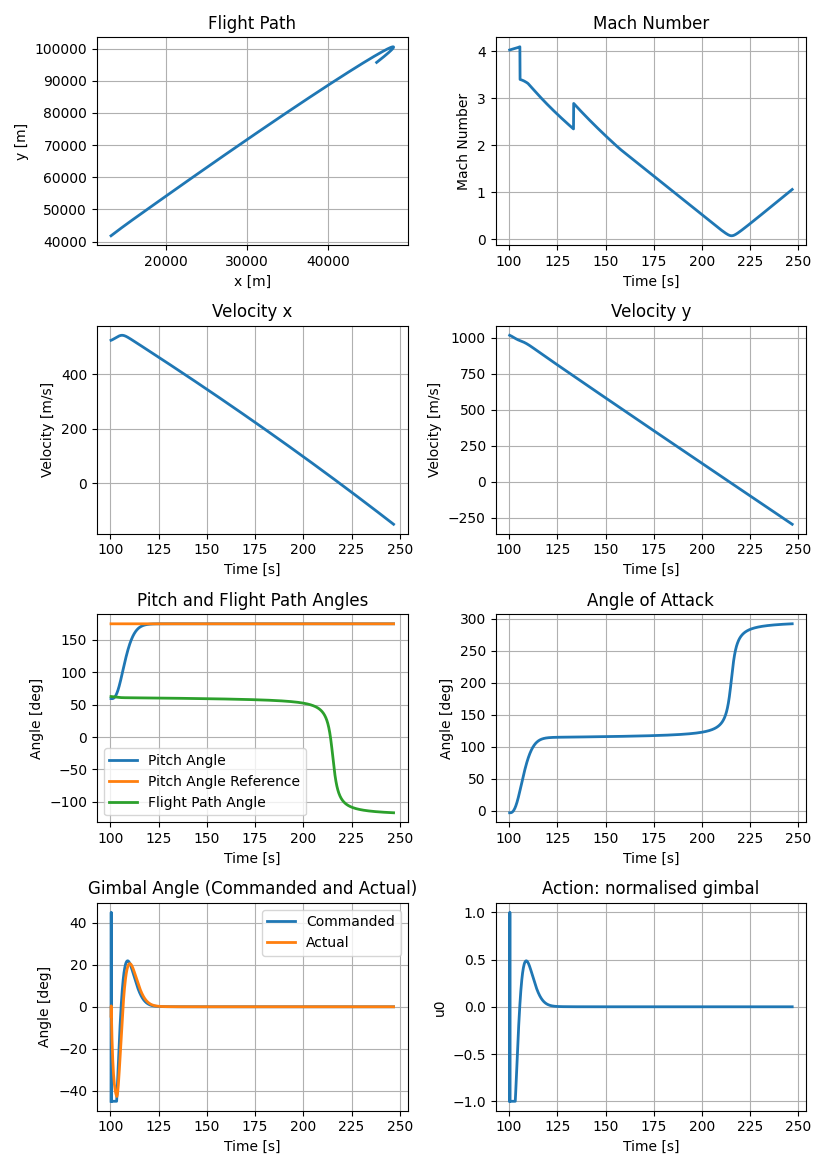 Flight Path
y [m]
100000
90000
80000
70000
60000
50000
40000
20000 30000 40000
x [m]
Mach Number
Mach Number
4
3
2
1
0
100 125 150 175 200 225 250
Time [s]
Velocity x
Velocity [m/s]
400
200
0
100 125 150 175 200 225 250
Time [s]
Velocity y
Velocity [m/s]
1000
750
500
250
0
−250
100 125 150 175 200 225 250
Time [s]
Pitch and Flight Path Angles
Angle [deg]
150
100
50
0
−50
−100
Pitch Angle
Pitch Angle Reference
Flight Path Angle
100 125 150 175 200 225 250
Time [s]
Angle of Attack
Angle [deg]
300
250
200
150
100
50
0
100 125 150 175 200 225 250
Time [s]
Gimbal Angle (Commanded and Actual)
Angle [deg]
40
20
0
−20
−40
Commanded
Actual
100 125 150 175 200 225 250
Time [s]
Action: normalised gimbal
u0
1.0
0.5
0.0
−0.5
−1.0
100 125 150 175 200 225 250
Time [s]